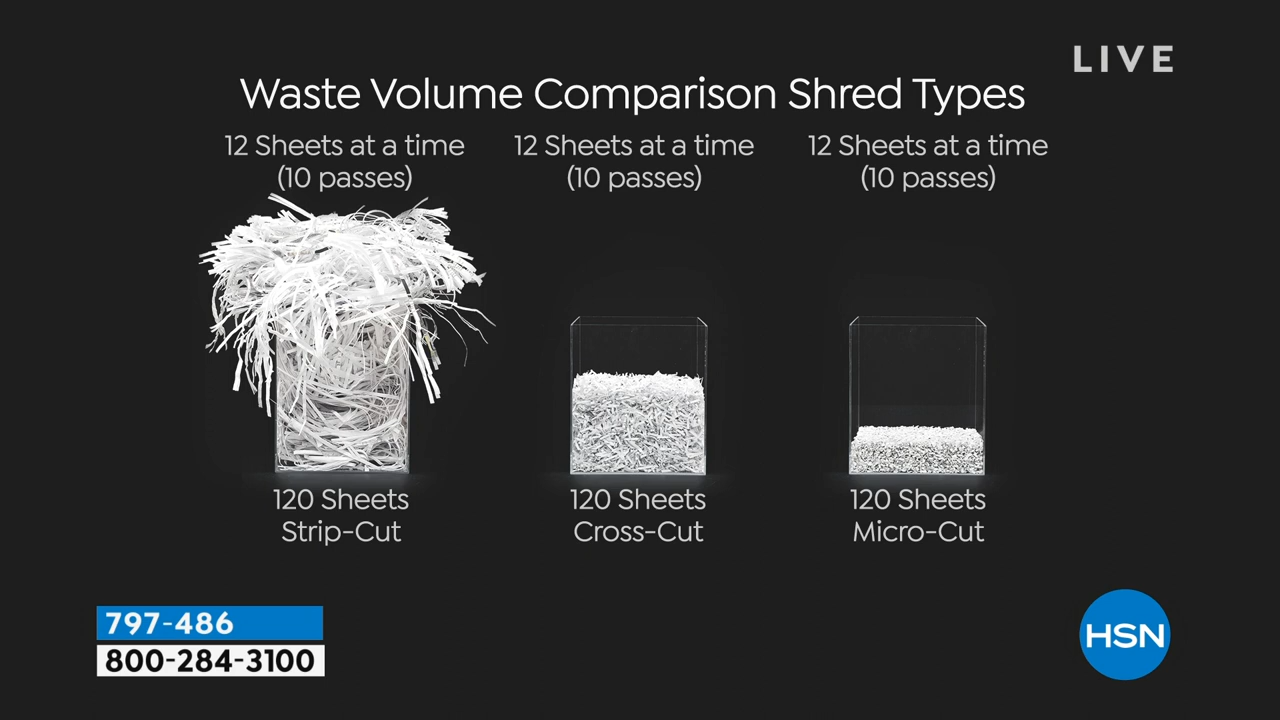 LIVE
Waste Volume Comparison Shred Types
12 Sheets at a time
(10 passes)
12 Sheets at a time
(10 passes)
12 Sheets at a time
(10 passes)
120 Sheets
Strip-Cut
120 Sheets
Cross-Cut
120 Sheets
Micro-Cut
797-486
800-284-3100
HSN